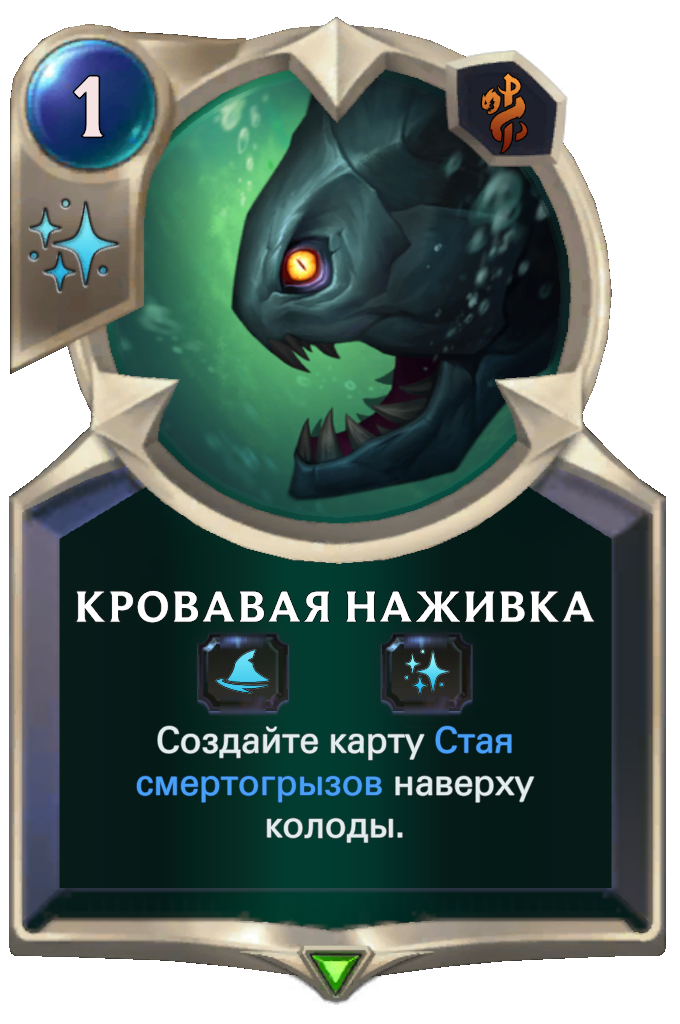 1
КРОВАВАЯ НАЖИВКА
Создайте карту Стая
смертогрызов наверху
колоды.